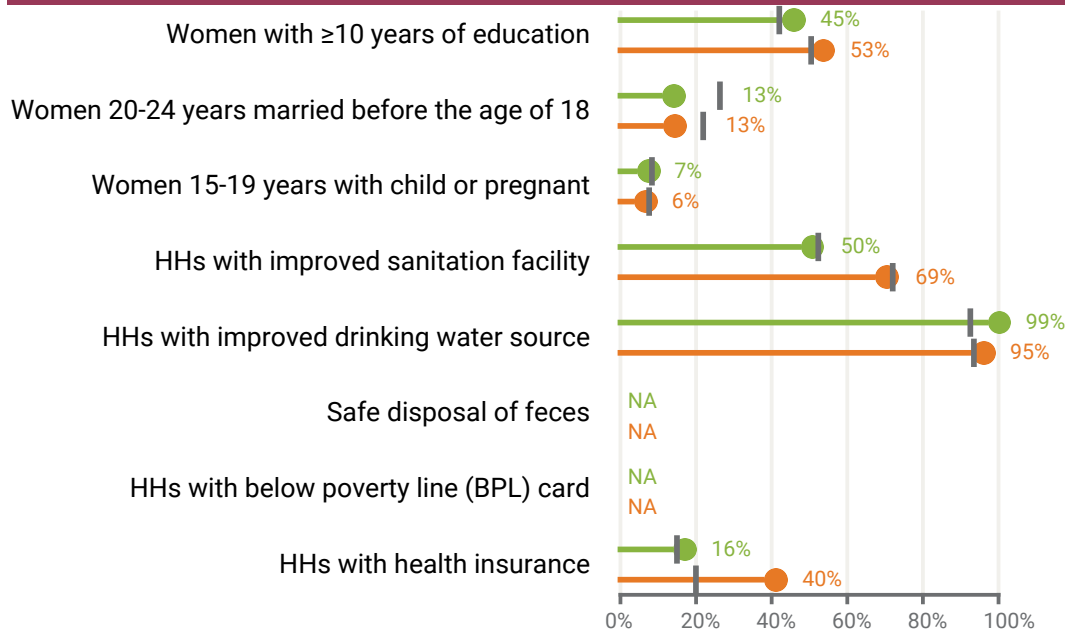 Women with ≥10 years of education
45%
53%
Women 20-24 years married before the age of 18
13%
13%
Women 15-19 years with child or pregnant
7%
6%
HHs with improved sanitation facility
50%
69%
HHs with improved drinking water source
99%
95%
Safe disposal of feces
NA
NA
HHs with below poverty line (BPL) card
NA
NA
HHs with health insurance
16%
40%
0% 20% 40% 60% 80% 100%